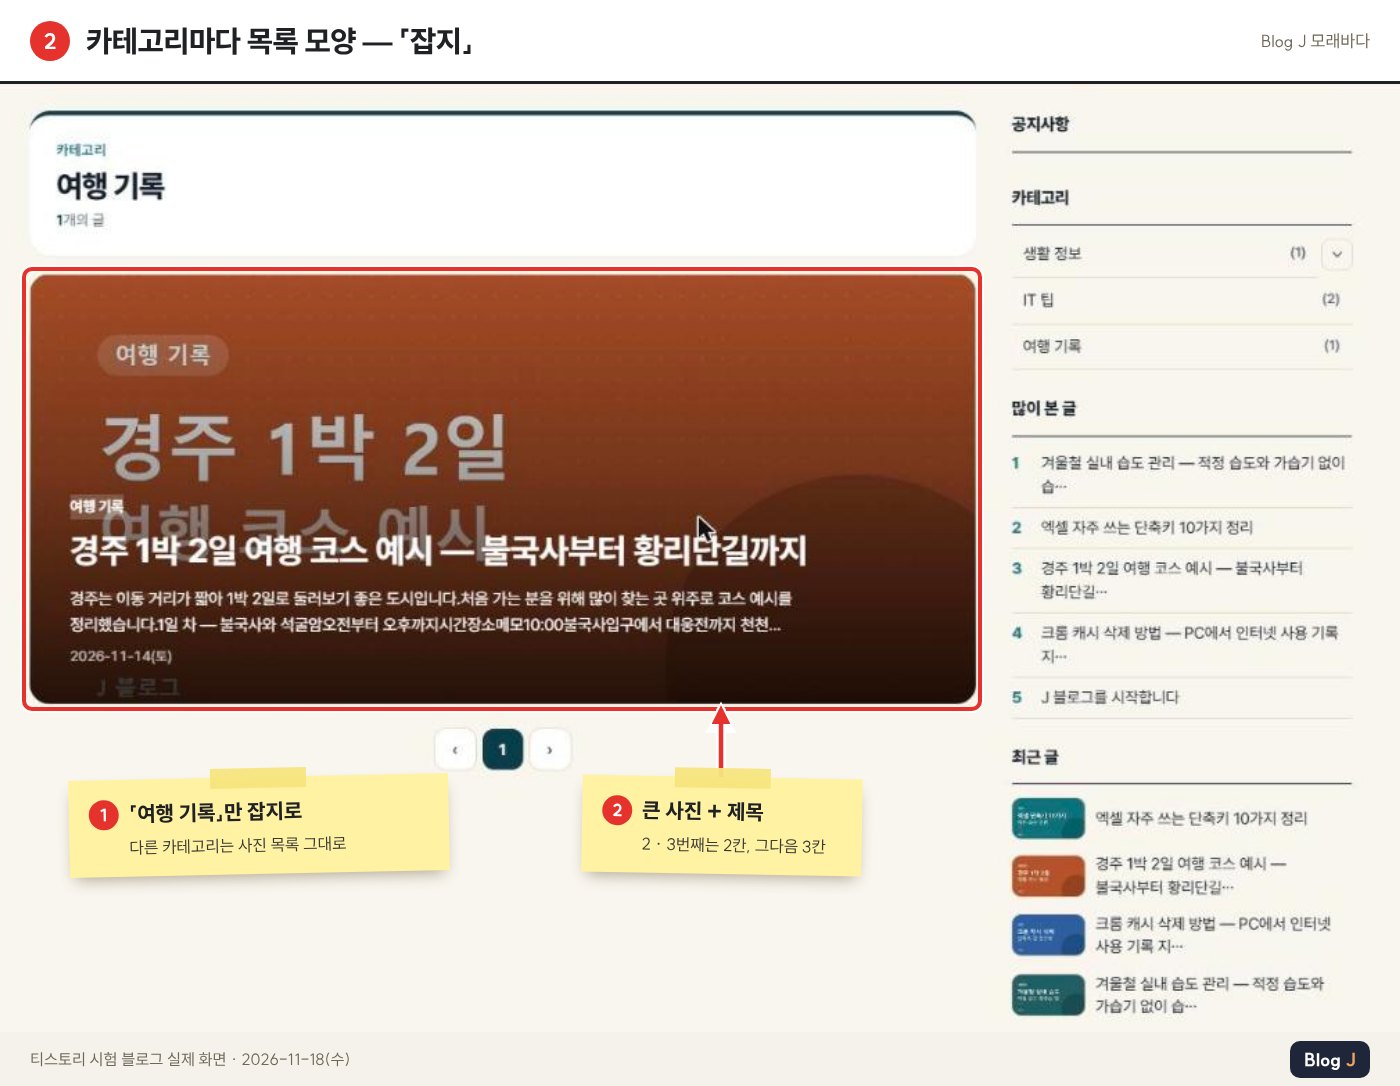 2 카테고리마다 목록 모양 — 「잡지」
Blog J 모래바다
카테고리
여행 기록
1개의 글
여행 기록
경주 1박 2일
여행 코스 예시
여행 기록
경주 1박 2일 여행 코스 예시 — 불국사부터 황리단길까지
경주는 이동 거리가 짧아 1박 2일로 둘러보기 좋은 도시입니다.처음 가는 분을 위해 많이 찾는 곳 위주로 코스 예시를
정리했습니다.1일 차 — 불국사와 석굴암오전부터 오후까지시간장소메모10:00불국사입구에서 대웅전까지 천천...
2026-11-14(토)
J 블로그
‹ 1 ›
1 「여행 기록」만 잡지로
다른 카테고리는 사진 목록 그대로
2 큰 사진 + 제목
2 · 3번째는 2칸, 그다음 3칸
공지사항
카테고리
생활 정보 (1)
IT 팁 (2)
여행 기록 (1)
많이 본 글
1 겨울철 실내 습도 관리 — 적정 습도와 가습기 없이
습…
2 엑셀 자주 쓰는 단축키 10가지 정리
3 경주 1박 2일 여행 코스 예시 — 불국사부터
황리단길…
4 크롬 캐시 삭제 방법 — PC에서 인터넷 사용 기록
지…
5 J 블로그를 시작합니다
최근 글
엑셀 자주 쓰는 단축키 10가지 정리
경주 1박 2일 여행 코스 예시 —
불국사부터 황리단길…
크롬 캐시 삭제 방법 — PC에서 인터넷
사용 기록 지…
겨울철 실내 습도 관리 — 적정 습도와
가습기 없이 습…
티스토리 시험 블로그 실제 화면 · 2026-11-18(수)
Blog J